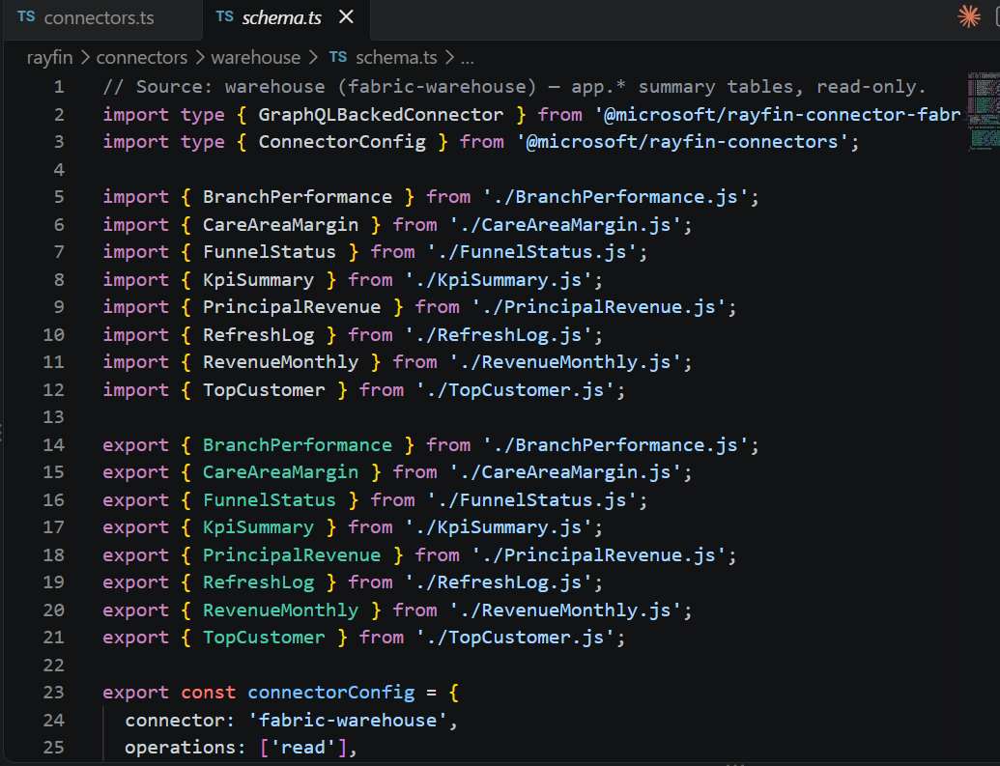 TS connectors.ts TS schema.ts
rayfin > connectors > warehouse > TS schema.ts > ...
1 // Source: warehouse (fabric-warehouse) — app.* summary tables, read-only.
2 import type { GraphQLBackedConnector } from '@microsoft/rayfin-connector-fabr
3 import type { ConnectorConfig } from '@microsoft/rayfin-connectors';
4
5 import { BranchPerformance } from './BranchPerformance.js';
6 import { CareAreaMargin } from './CareAreaMargin.js';
7 import { FunnelStatus } from './FunnelStatus.js';
8 import { KpiSummary } from './KpiSummary.js';
9 import { PrincipalRevenue } from './PrincipalRevenue.js';
10 import { RefreshLog } from './RefreshLog.js';
11 import { RevenueMonthly } from './RevenueMonthly.js';
12 import { TopCustomer } from './TopCustomer.js';
13
14 export { BranchPerformance } from './BranchPerformance.js';
15 export { CareAreaMargin } from './CareAreaMargin.js';
16 export { FunnelStatus } from './FunnelStatus.js';
17 export { KpiSummary } from './KpiSummary.js';
18 export { PrincipalRevenue } from './PrincipalRevenue.js';
19 export { RefreshLog } from './RefreshLog.js';
20 export { RevenueMonthly } from './RevenueMonthly.js';
21 export { TopCustomer } from './TopCustomer.js';
22
23 export const connectorConfig = {
24 connector: 'fabric-warehouse',
25 operations: ['read'],